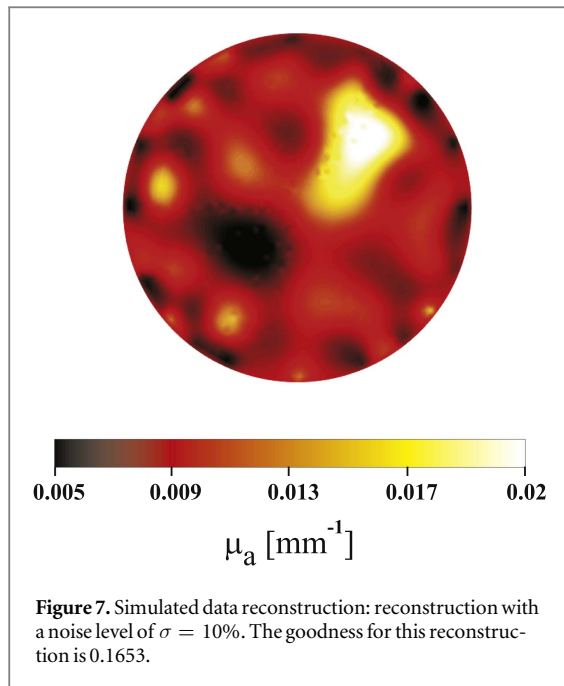 0.005 0.009 0.013 0.017 0.02
μa [mm-1]
Figure 7. Simulated data reconstruction: reconstruction with
a noise level of σ = 10%. The goodness for this reconstruc-
tion is 0.1653.